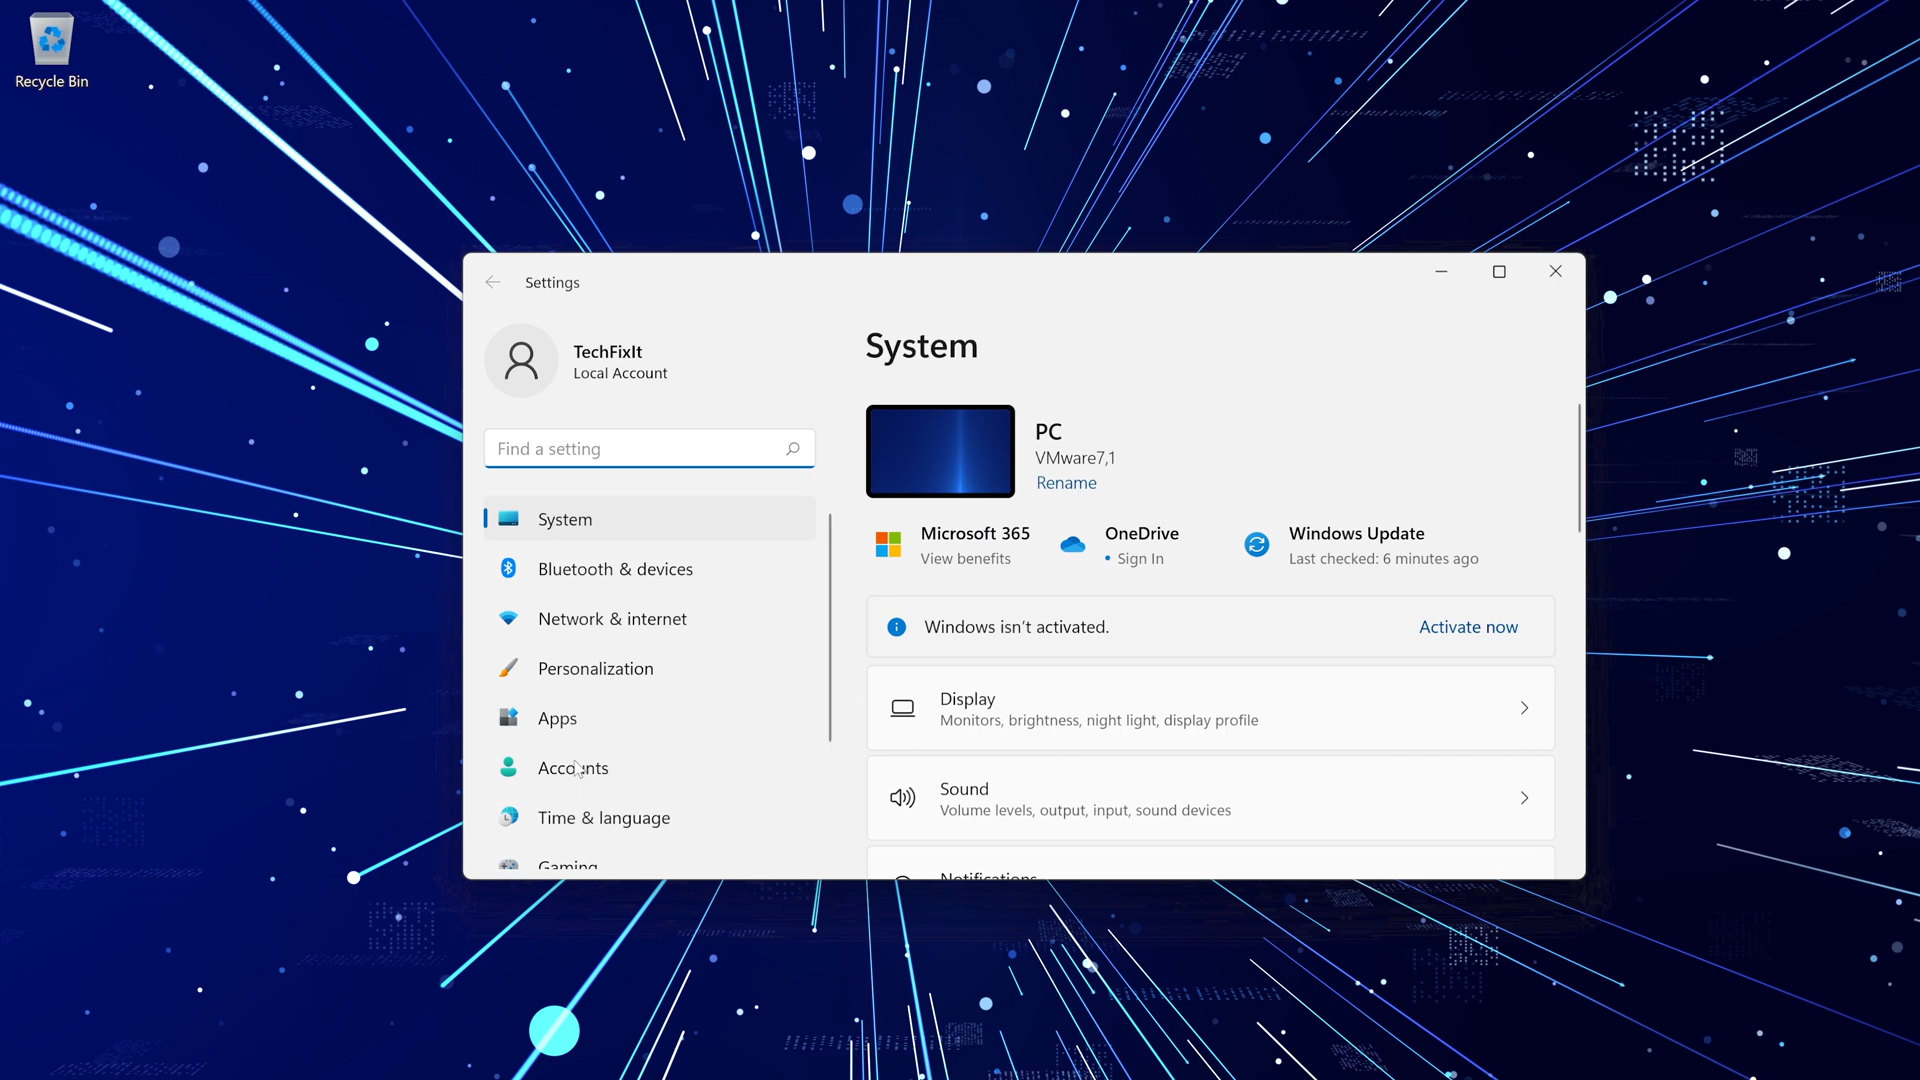 Recycle Bin
Settings
TechFixIt
Local Account
Find a setting
System
Bluetooth & devices
Network & internet
Personalization
Apps
Accounts
Time & language
Gaming
System
PC
VMware7,1
Rename
Microsoft 365
View benefits
OneDrive
• Sign In
Windows Update
Last checked: 6 minutes ago
Windows isn't activated.
Activate now
Display
Monitors, brightness, night light, display profile
Sound
Volume levels, output, input, sound devices
Notifications